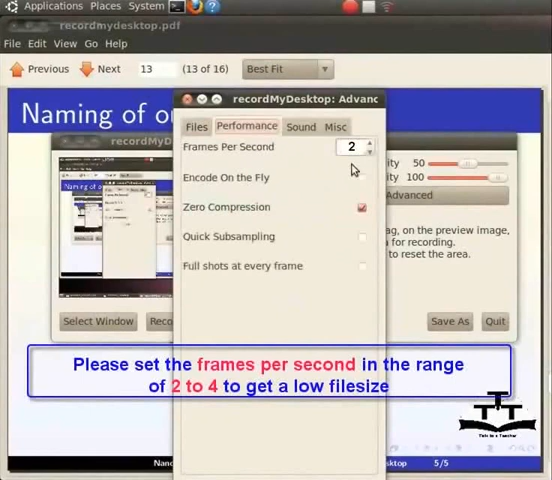 Applications Places System
recordmydesktop.pdf
File Edit View Go Help
Previous Next 13 (13 of 16) Best Fit
Naming of o
recordMyDesktop: Advanc
Files Performance Sound Misc
Frames Per Second 2
Encode On the Fly
Zero Compression
Quick Subsampling
Full shots at every frame
recordMyD
ity 50
ity 100
Advanced
ag, on the preview image,
a for recording.
to reset the area.
Select Window Reco Save As Quit
Please set the frames per second in the range
of 2 to 4 to get a low filesize
Nanc
ktop 5/5